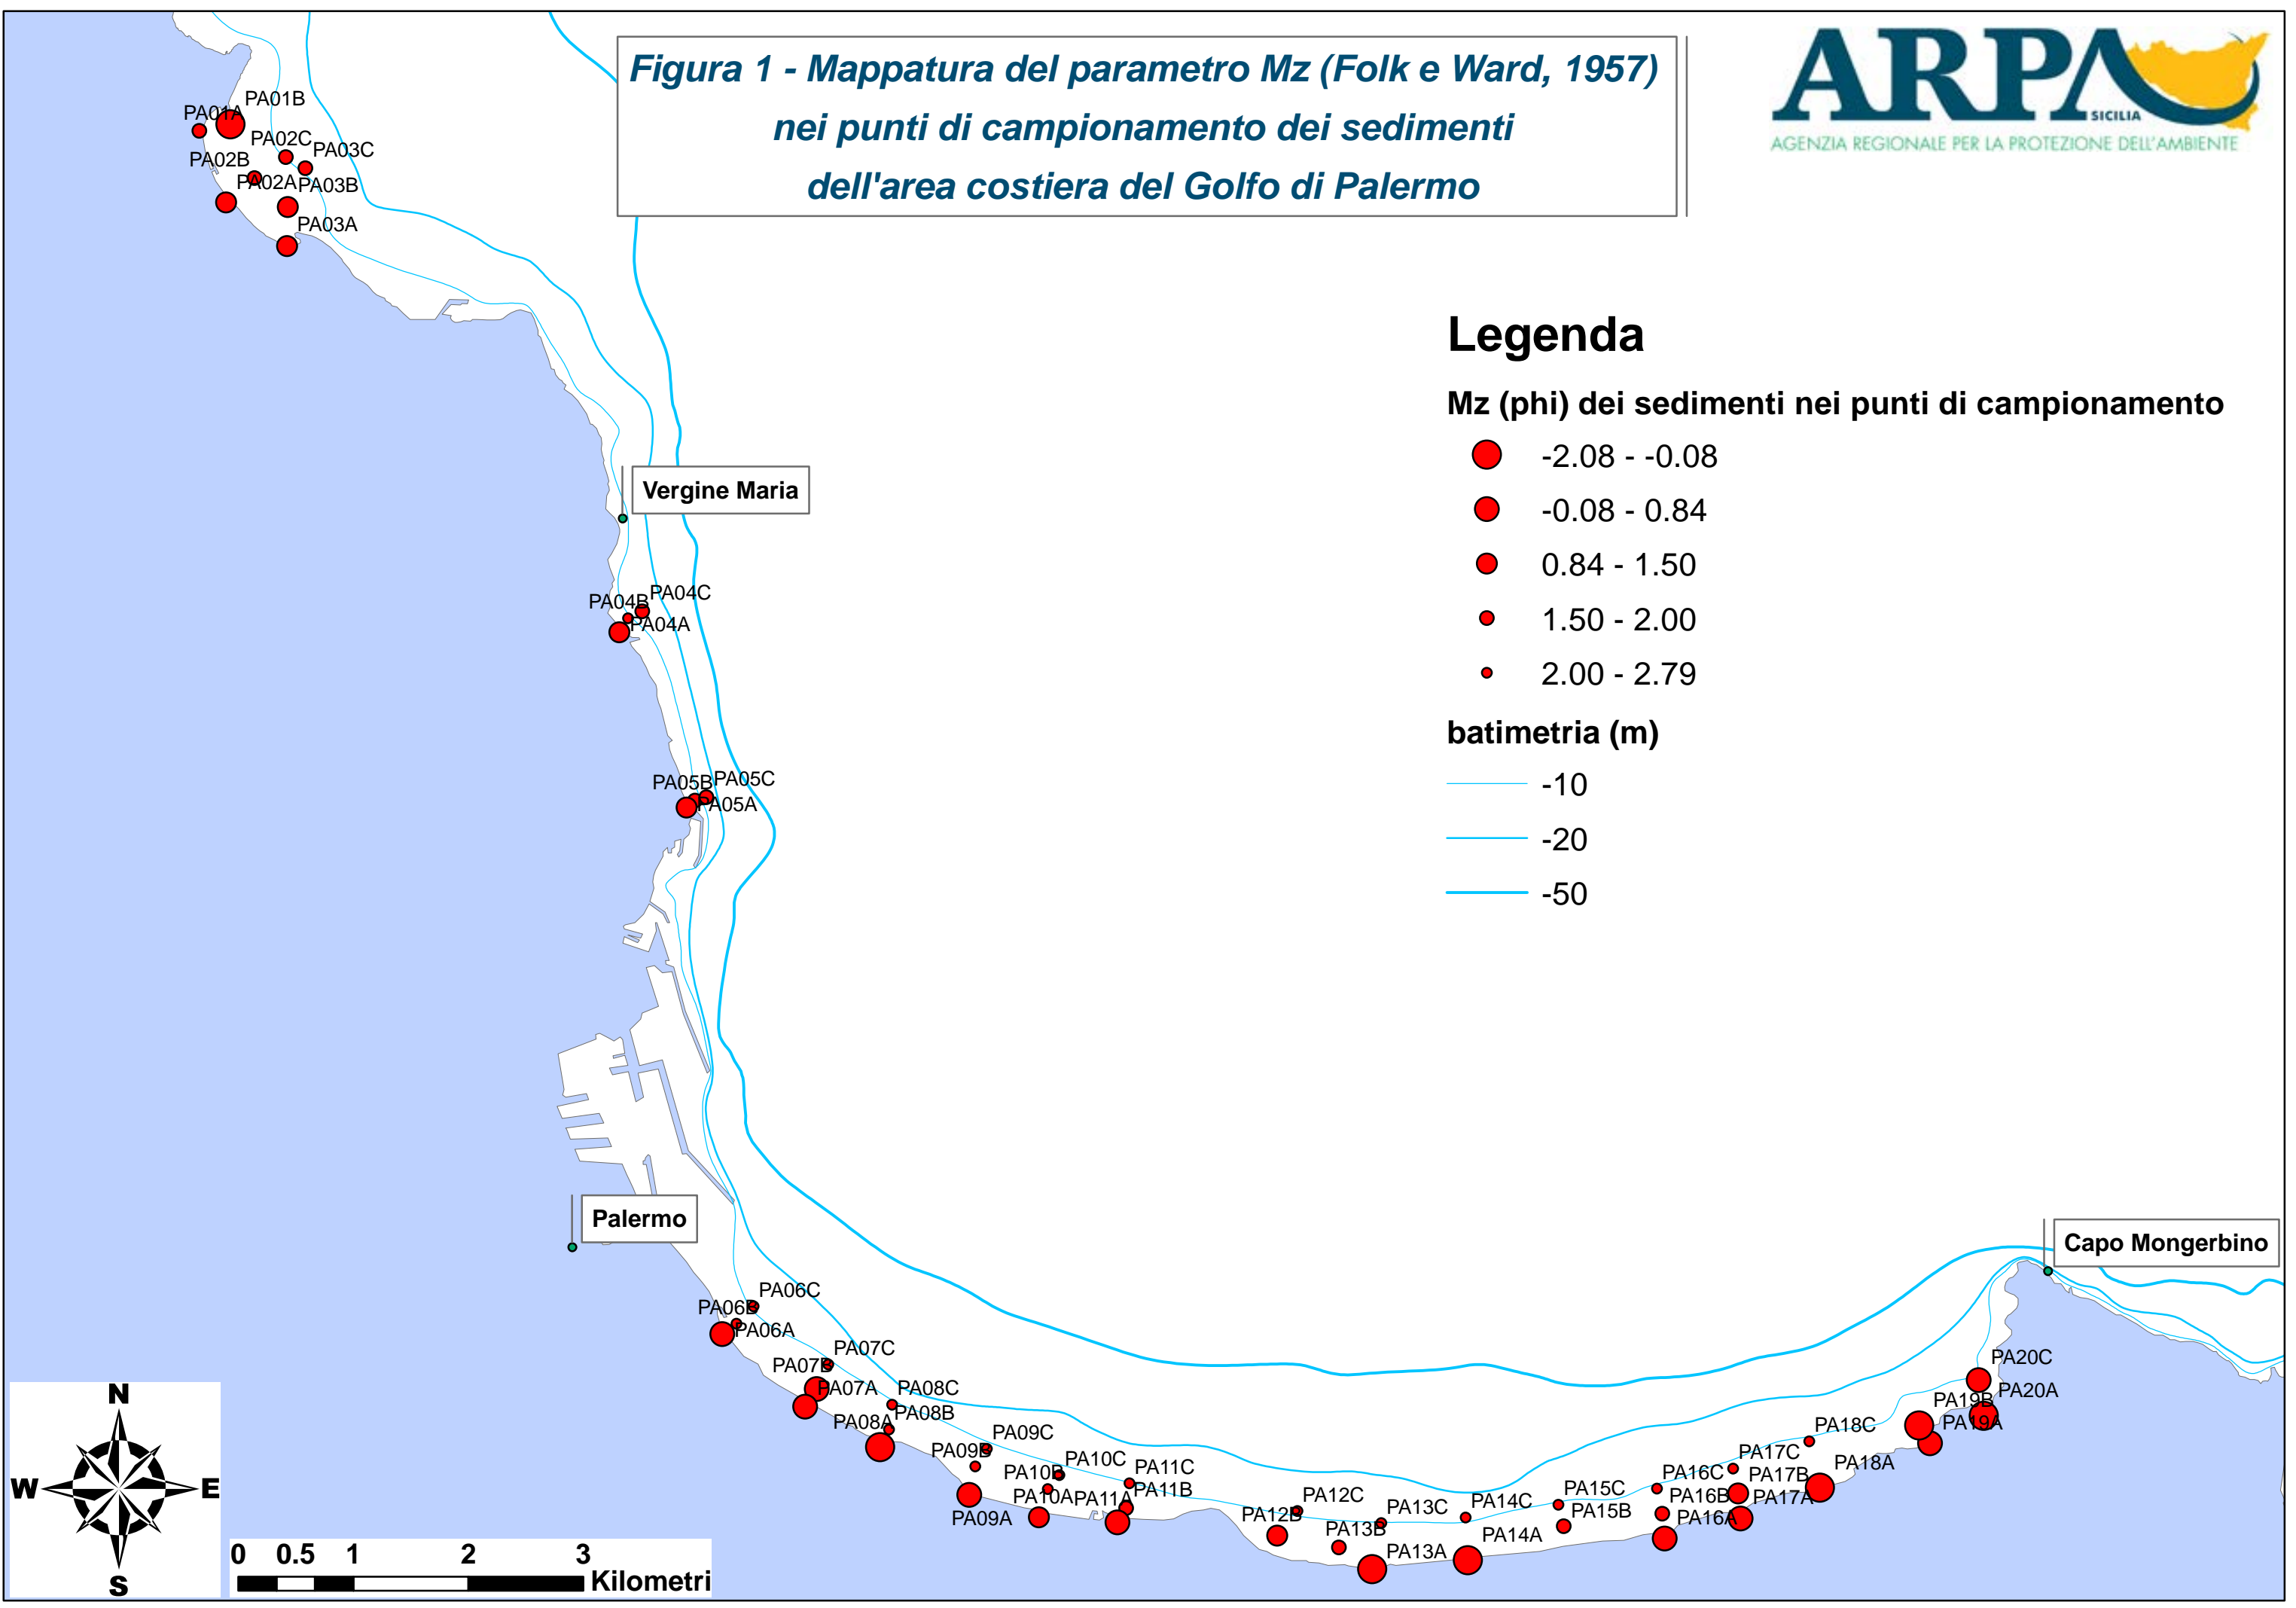 Figura 1 - Mappatura del parametro Mz (Folk e Ward, 1957)
nei punti di campionamento dei sedimenti
dell'area costiera del Golfo di Palermo
ARPA
SICILIA
AGENZIA REGIONALE PER LA PROTEZIONE DELL'AMBIENTE
PA01B
PA01A
PA02C
PA03C
PA02B
PA02A
PA03B
PA03A
Legenda
Mz (phi) dei sedimenti nei punti di campionamento
-2.08 - -0.08
-0.08 - 0.84
0.84 - 1.50
1.50 - 2.00
2.00 - 2.79
batimetria (m)
-10
-20
-50
Vergine Maria
PA04C
PA04B
PA04A
PA05C
PA05B
PA05A
Palermo
Capo Mongerbino
PA06C
PA06B
PA06A
PA07C
PA07B
PA07A
PA08C
PA08B
PA08A
PA09C
PA09B
PA09A
PA10C
PA10B
PA10A
PA11C
PA11B
PA11A
PA12C
PA12B
PA13C
PA13B
PA13A
PA14C
PA14A
PA15C
PA15B
PA16C
PA16B
PA16A
PA17C
PA17B
PA17A
PA18C
PA18A
PA19B
PA19A
PA20C
PA20A
N
W E
S
0 0.5 1 2 3
Kilometri